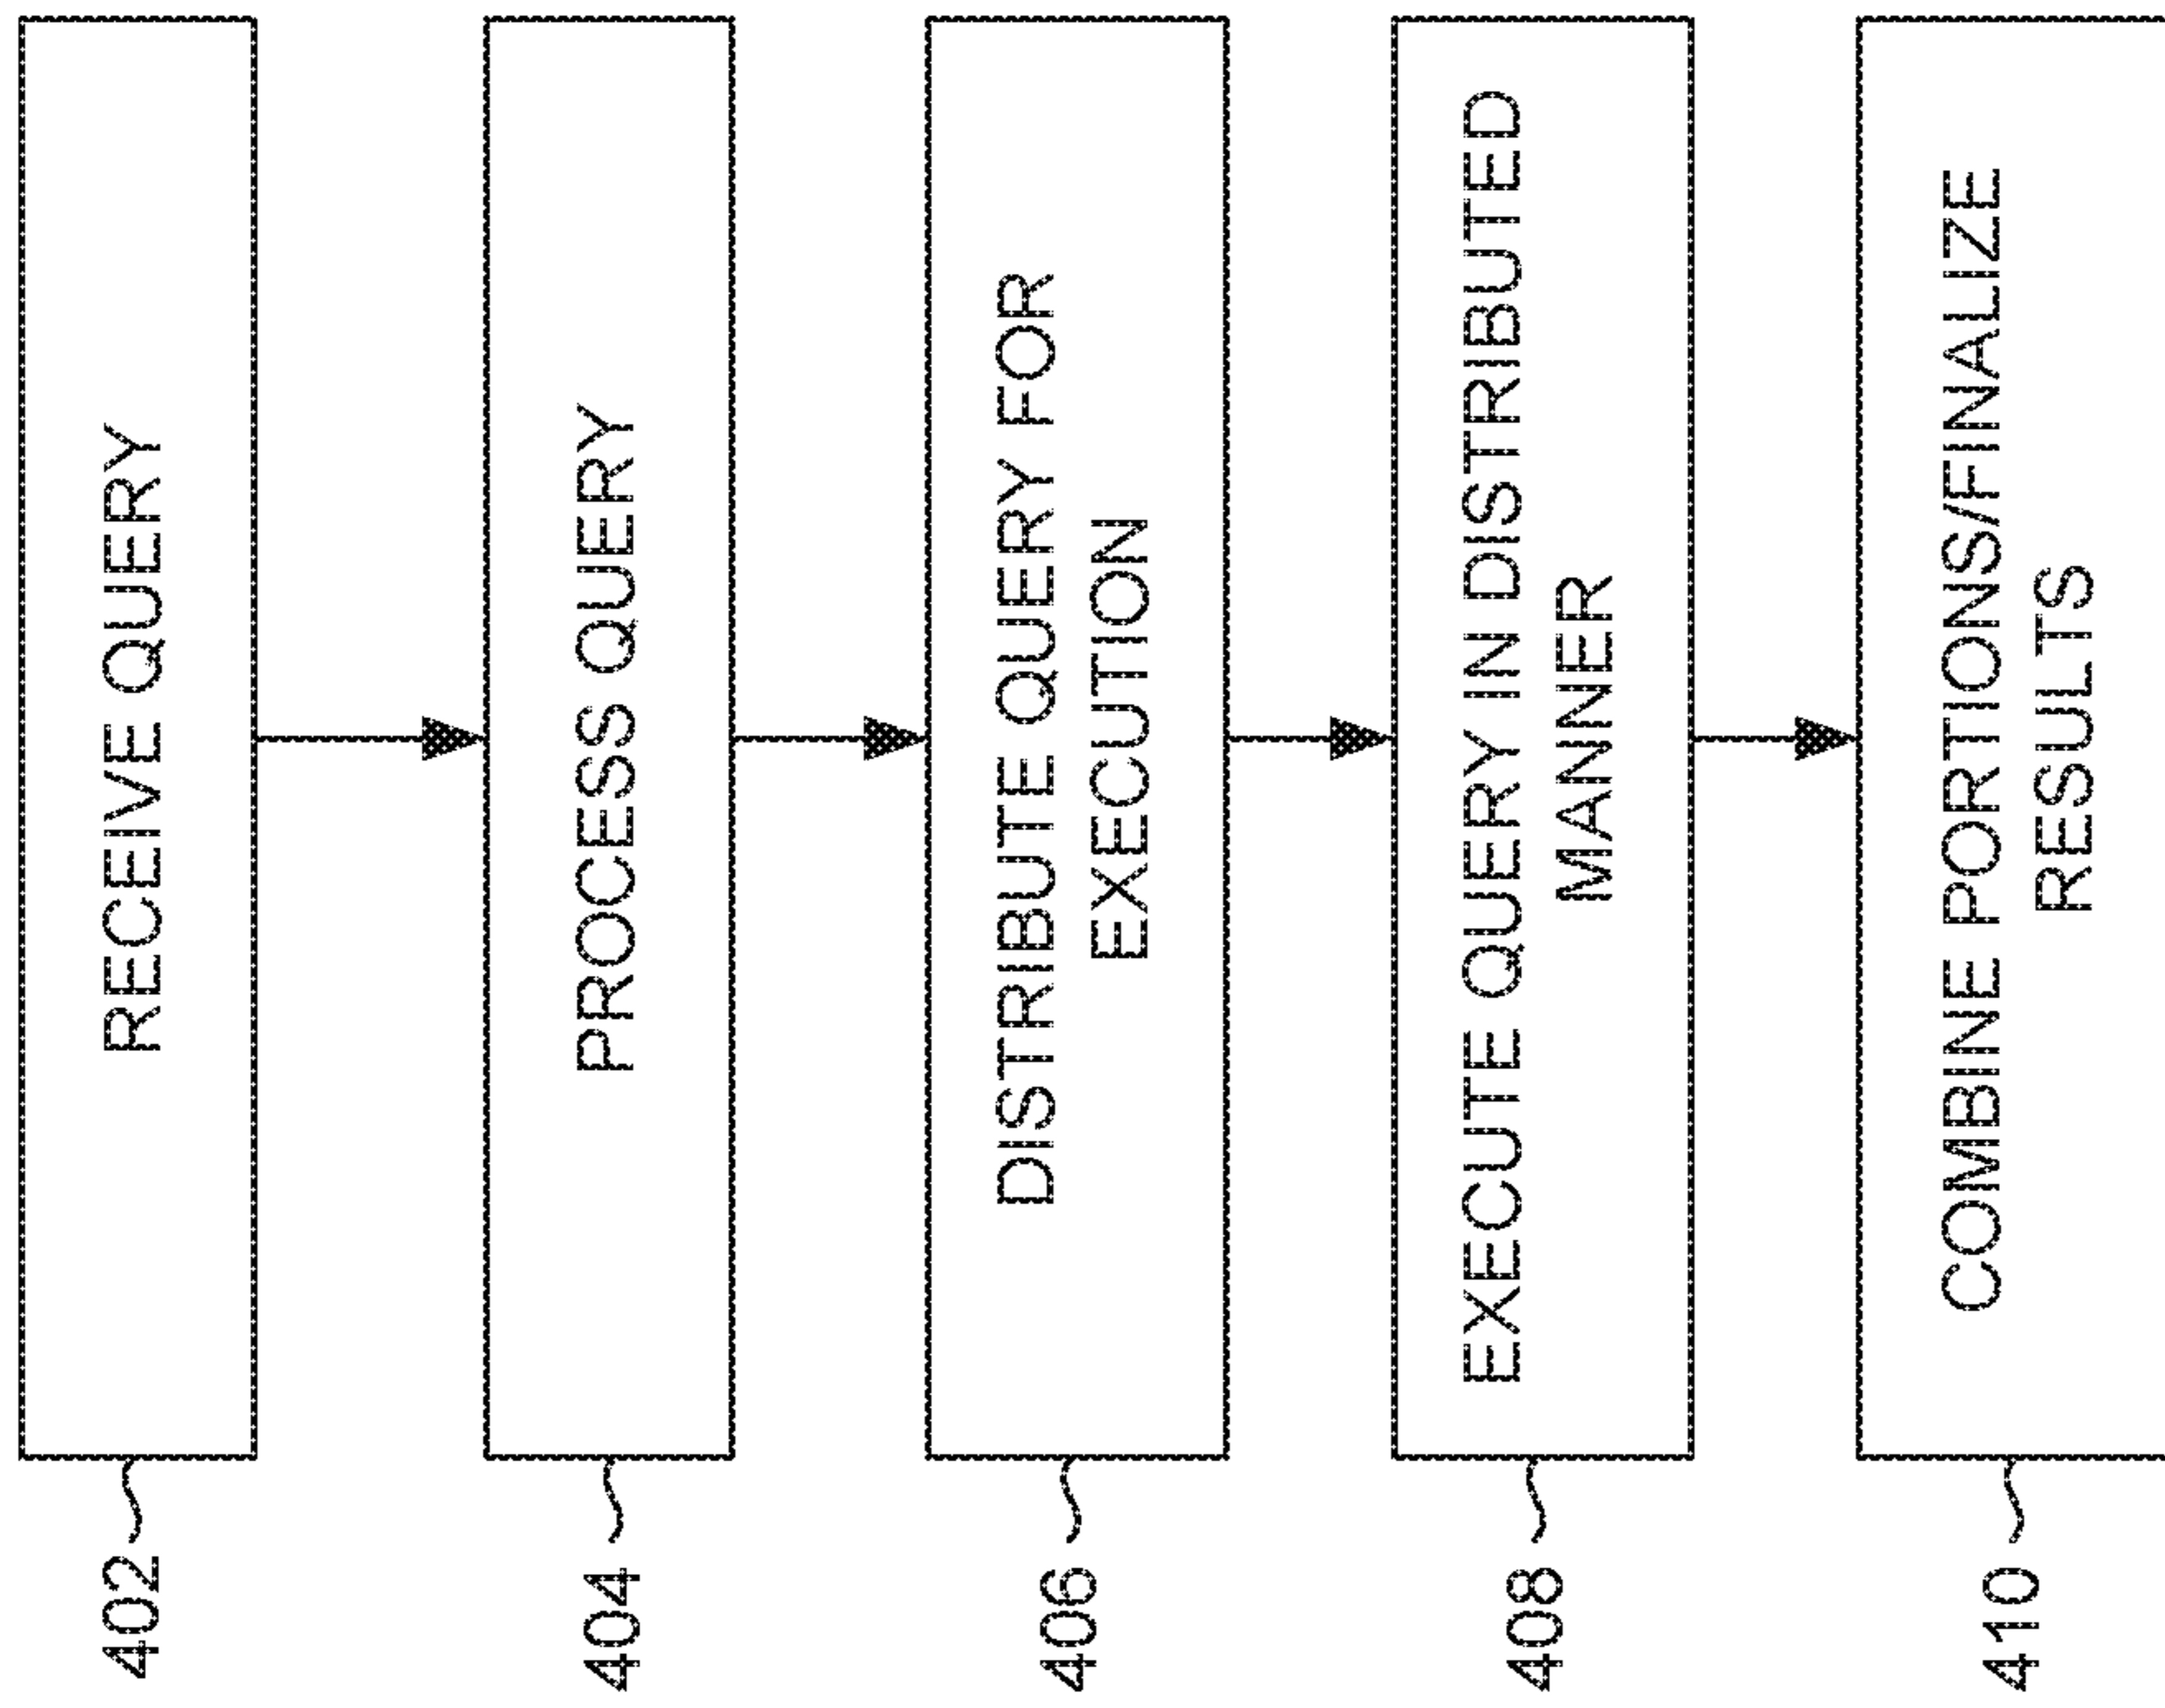 402
RECEIVE QUERY
404
PROCESS QUERY
406
DISTRIBUTE QUERY FOR
EXECUTION
408
EXECUTE QUERY IN DISTRIBUTED
MANNER
410
COMBINE PORTIONS/FINALIZE
RESULTS